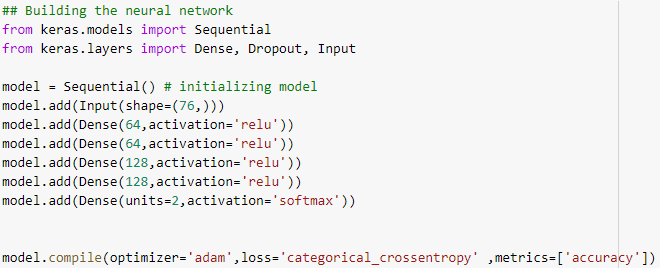 ## Building the neural network
from keras.models import Sequential
from keras.layers import Dense, Dropout, Input
model = Sequential() # initializing model
model.add(Input(shape=(76,)))
model.add(Dense(64,activation='relu'))
model.add(Dense(64,activation='relu'))
model.add(Dense(128,activation='relu'))
model.add(Dense(128,activation='relu'))
model.add(Dense(units=2,activation='softmax'))
model.compile(optimizer='adam',loss='categorical_crossentropy' ,metrics=['accuracy'])